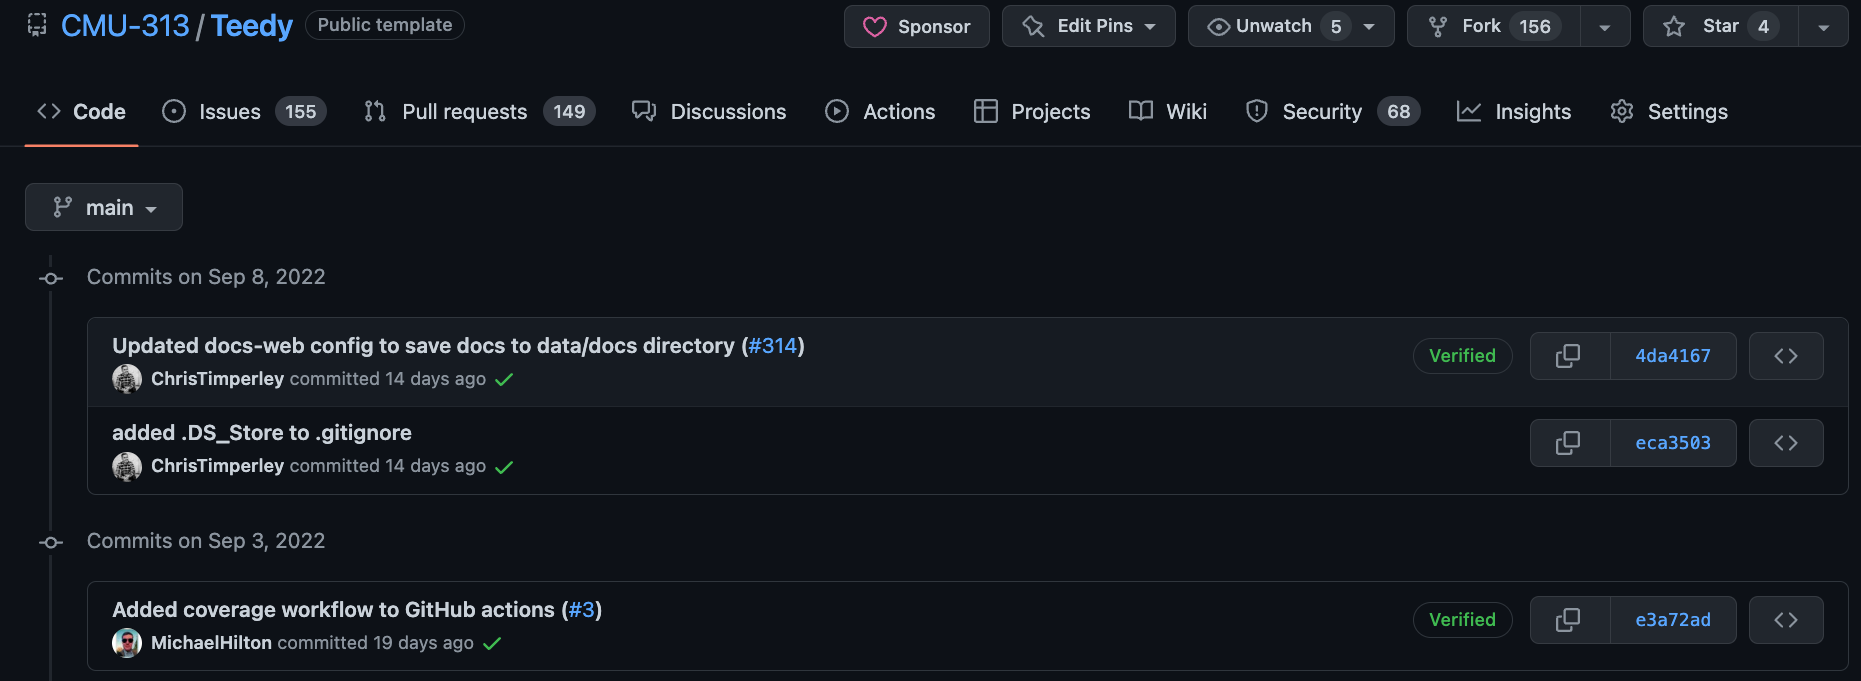 CMU-313 / Teedy Public template Sponsor Edit Pins Unwatch 5 Fork 156 Star 4
Code Issues 155 Pull requests 149 Discussions Actions Projects Wiki Security 68 Insights Settings
main
Commits on Sep 8, 2022
Updated docs-web config to save docs to data/docs directory (#314)
Verified 4da4167
ChrisTimperley committed 14 days ago
added .DS_Store to .gitignore
eca3503
ChrisTimperley committed 14 days ago
Commits on Sep 3, 2022
Added coverage workflow to GitHub actions (#3)
Verified e3a72ad
MichaelHilton committed 19 days ago